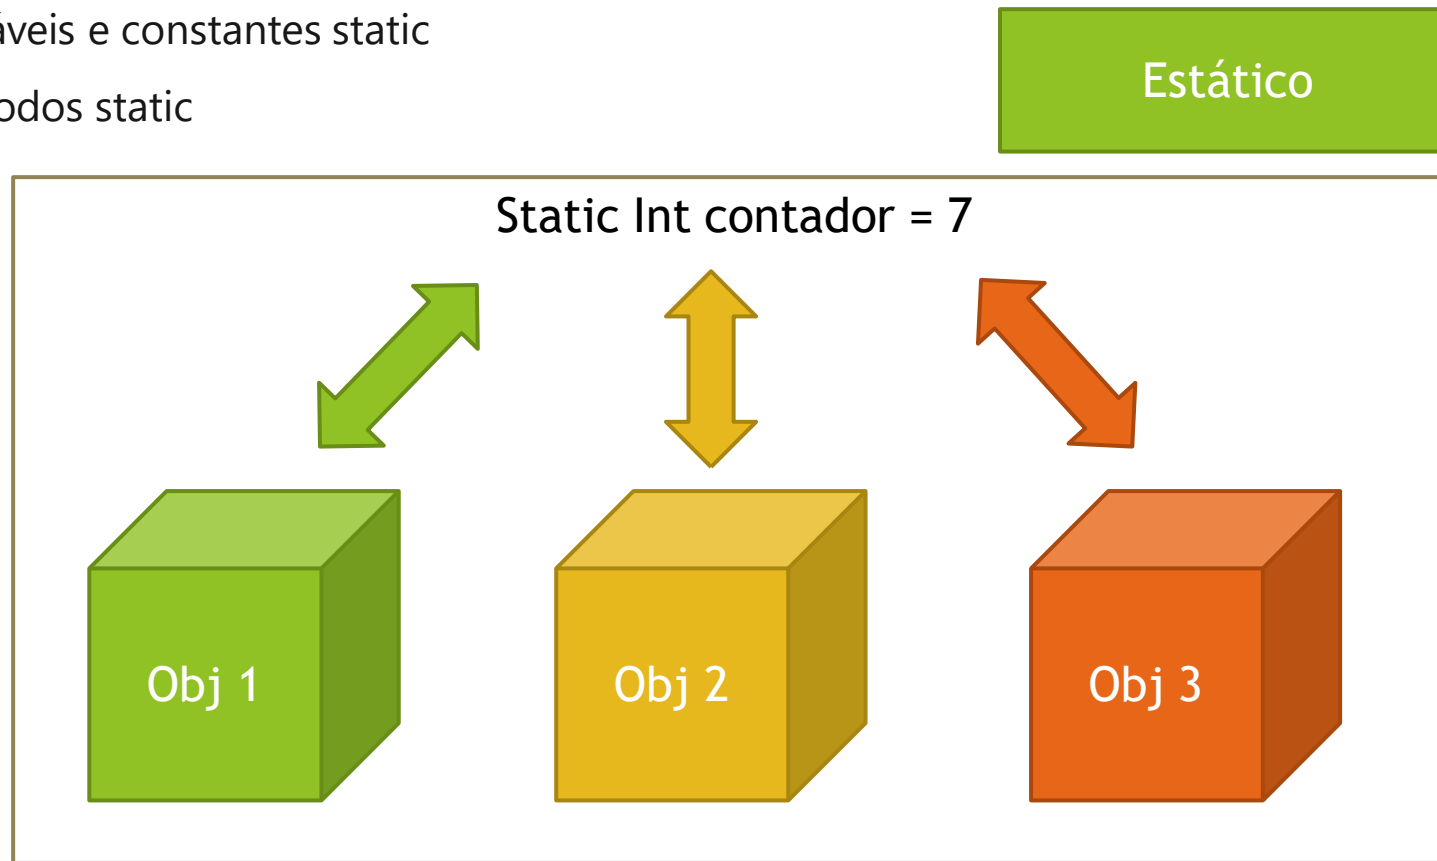 áveis e constantes static
odos static
Estático
Static Int contador = 7
Obj 1
Obj 2
Obj 3